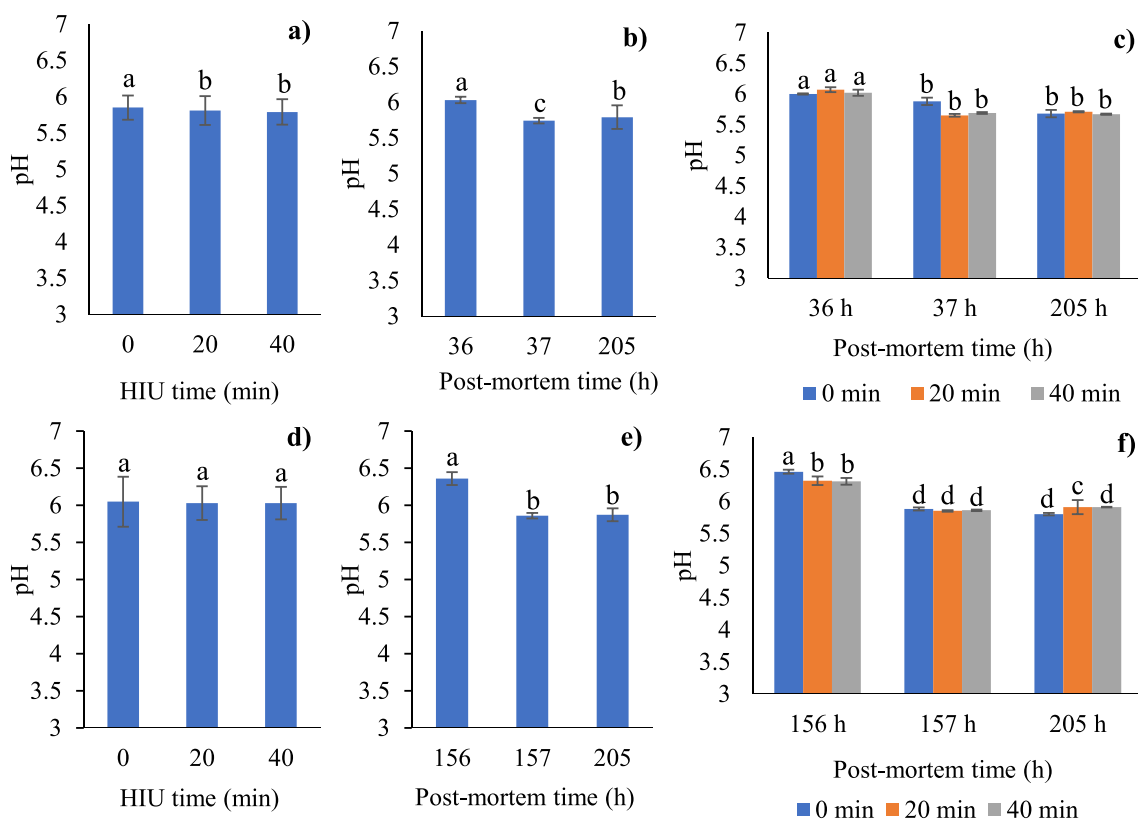 a)
7
6.5
6
5.5
5
4.5
4
3.5
3
pH
a b b
0 20 40
HIU time (min)
b)
7
6.5
6
5.5
5
4.5
4
3.5
3
pH
a c b
36 37 205
Post-mortem time (h)
c)
7
6.5
6
5.5
5
4.5
4
3.5
3
pH
a a a b b b b b b
36 h 37 h 205 h
Post-mortem time (h)
0 min 20 min 40 min
d)
7
6.5
6
5.5
5
4.5
4
3.5
3
pH
a a a
0 20 40
HIU time (min)
e)
7
6.5
6
5.5
5
4.5
4
3.5
3
pH
a b b
156 157 205
Post-mortem time (h)
f)
7
6.5
6
5.5
5
4.5
4
3.5
3
pH
a b b d d d d c d
156 h 157 h 205 h
Post-mortem time (h)
0 min 20 min 40 min